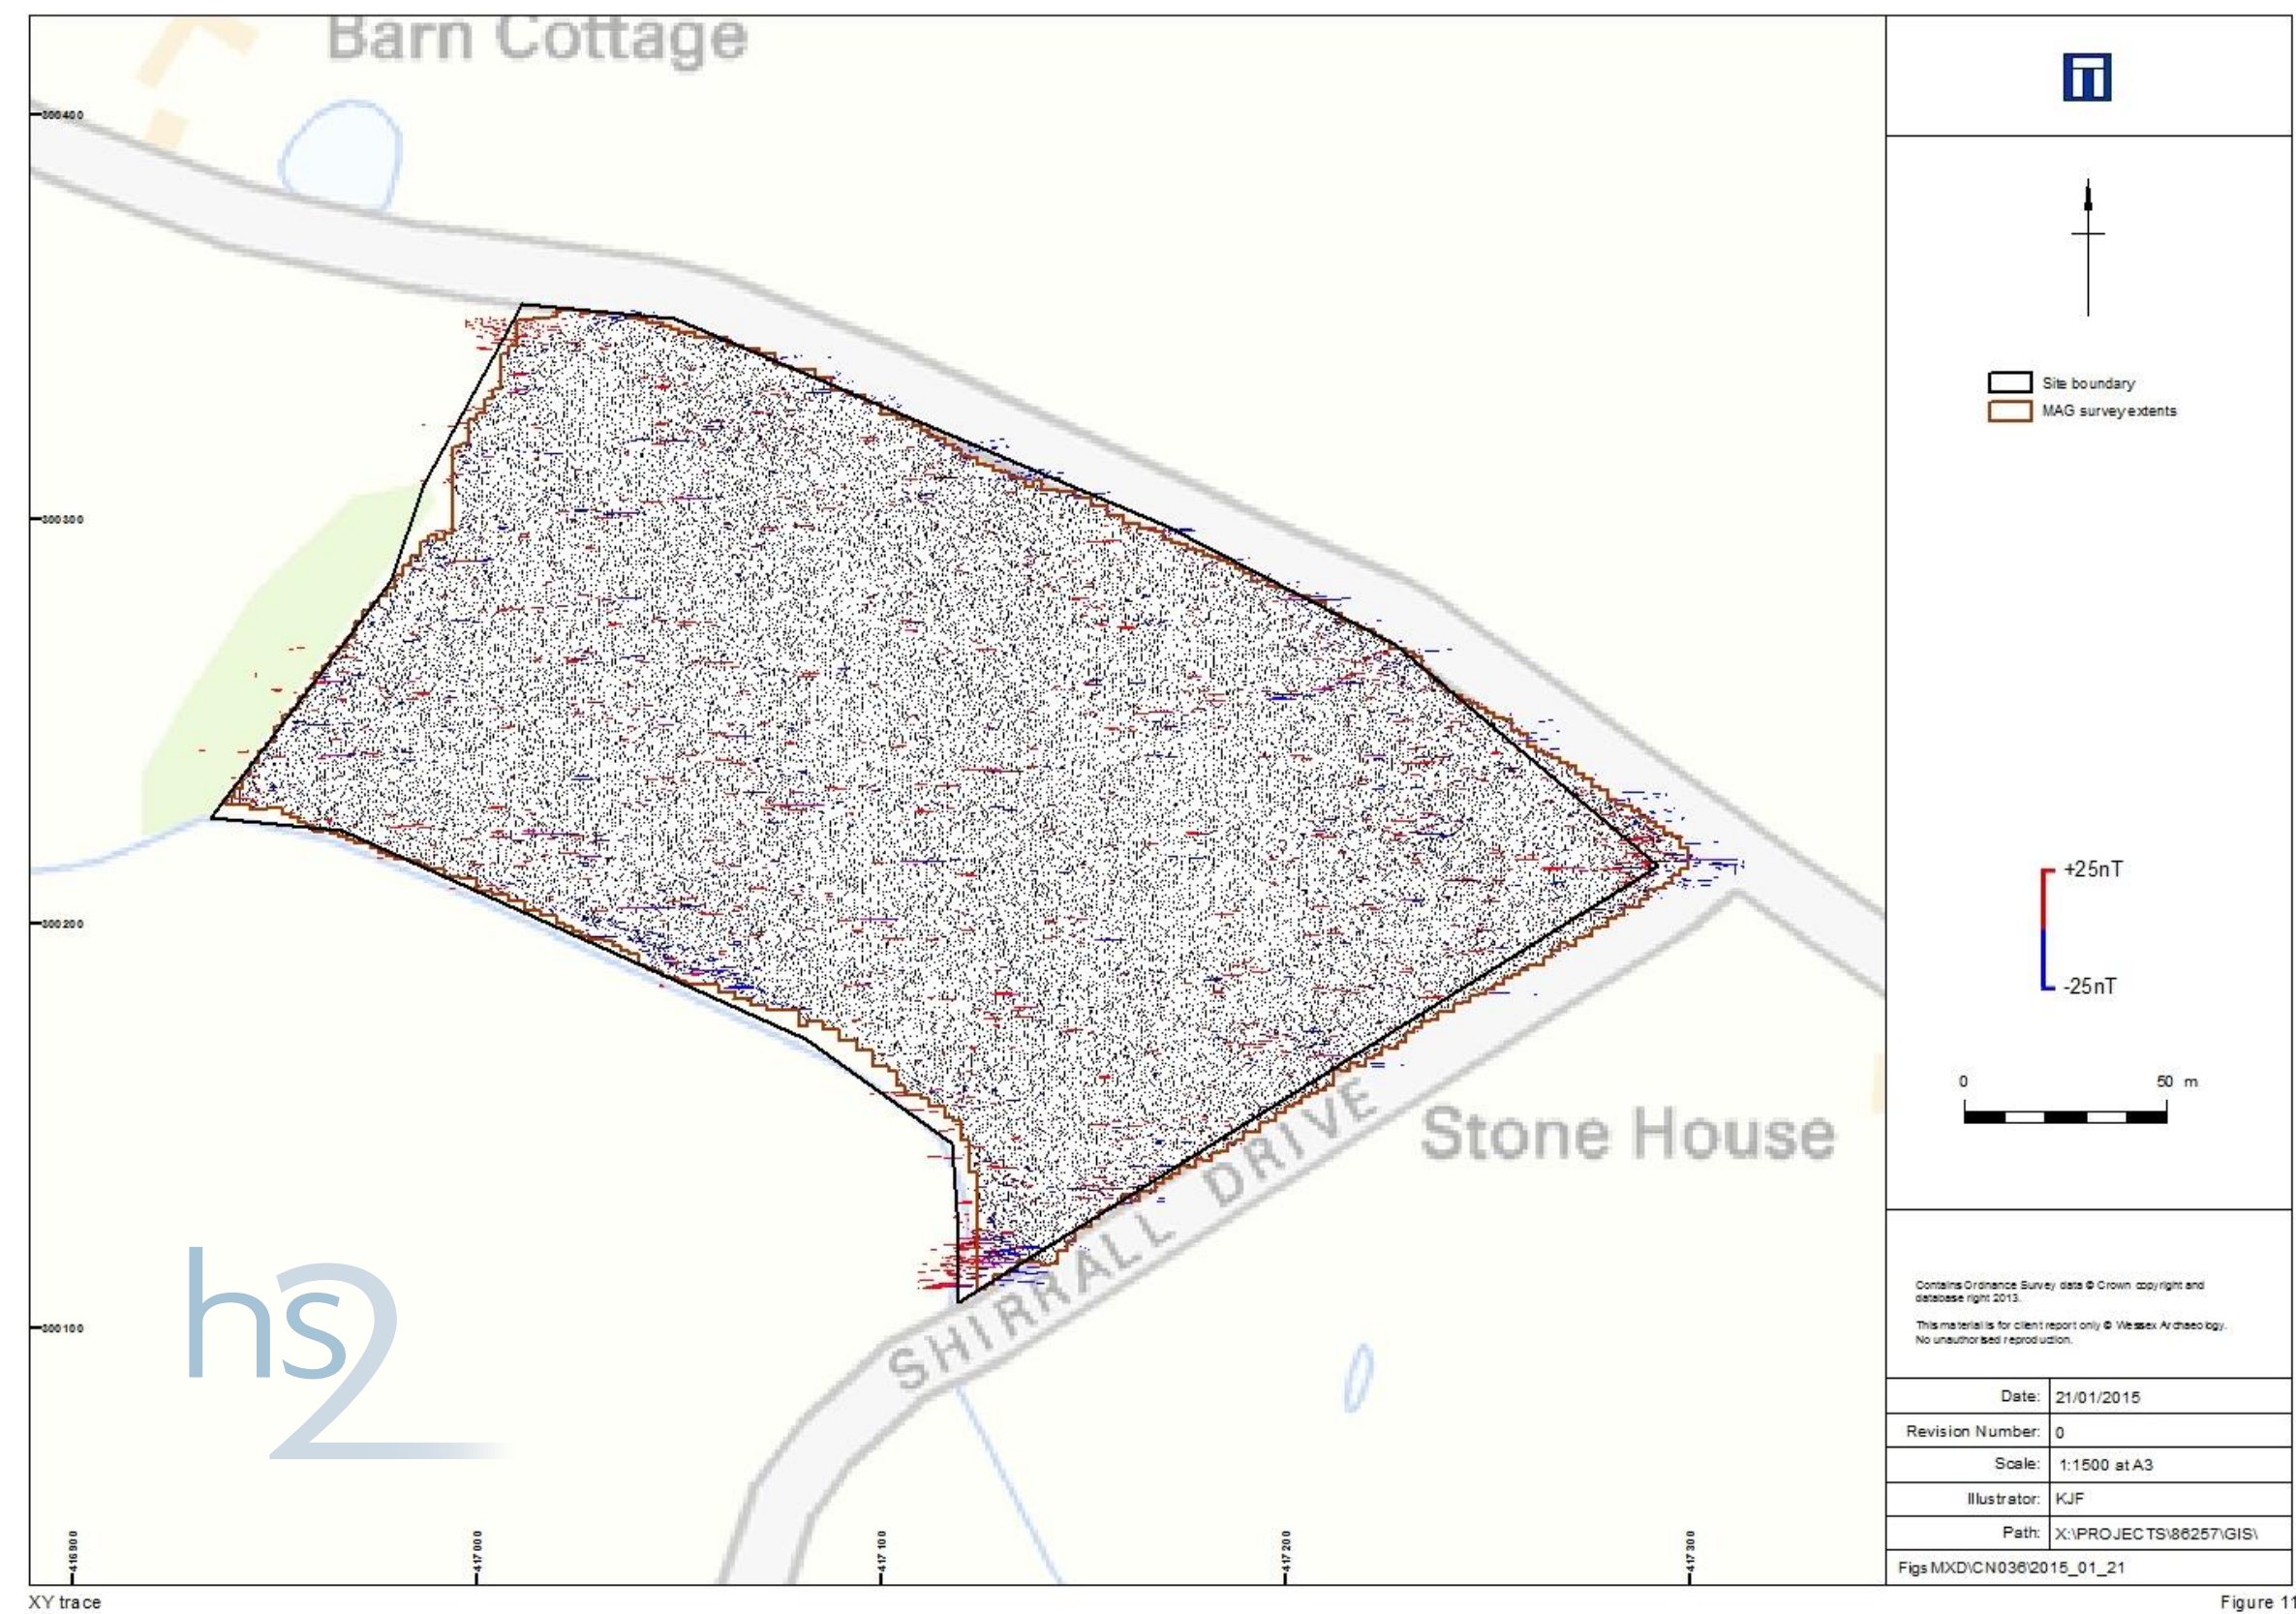 Barn Cottage
300400
300300
300200
300100
416900
417000
417100
417200
417300
SHIRRALL DRIVE
Stone House
hs2
Site boundary
MAG survey extents
+25nT
-25nT
0 50 m
Contains Ordnance Survey data © Crown copyright and
database right 2013.
This material is for client report only © Wessex Archaeology.
No unauthorised reproduction.
Date: 21/01/2015
Revision Number: 0
Scale: 1:1500 at A3
Illustrator: KJF
Path: X:\PROJECTS\86257\GIS\
FigsMXD\CN036\2015_01_21
XY trace
Figure 11